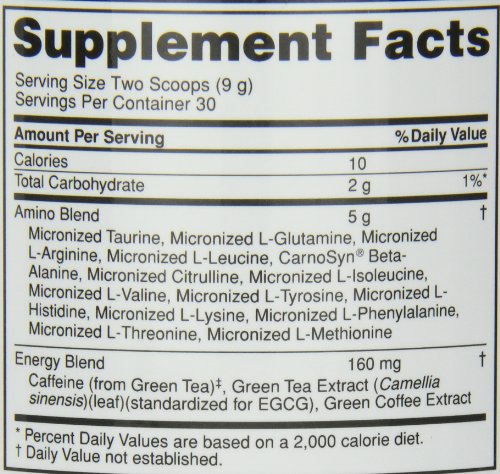 Supplement Facts
Serving Size Two Scoops (9 g)
Servings Per Container 30
Amount Per Serving % Daily Value
Calories 10
Total Carbohydrate 2 g 1%*
Amino Blend 5 g †
Micronized Taurine, Micronized L-Glutamine, Micronized
L-Arginine, Micronized L-Leucine, CarnoSyn® Beta-
Alanine, Micronized Citrulline, Micronized L-Isoleucine,
Micronized L-Valine, Micronized L-Tyrosine, Micronized L-
Histidine, Micronized L-Lysine, Micronized L-Phenylalanine,
Micronized L-Threonine, Micronized L-Methionine
Energy Blend 160 mg †
Caffeine (from Green Tea)‡, Green Tea Extract (Camellia
sinensis)(leaf)(standardized for EGCG), Green Coffee Extract
* Percent Daily Values are based on a 2,000 calorie diet.
† Daily Value not established.